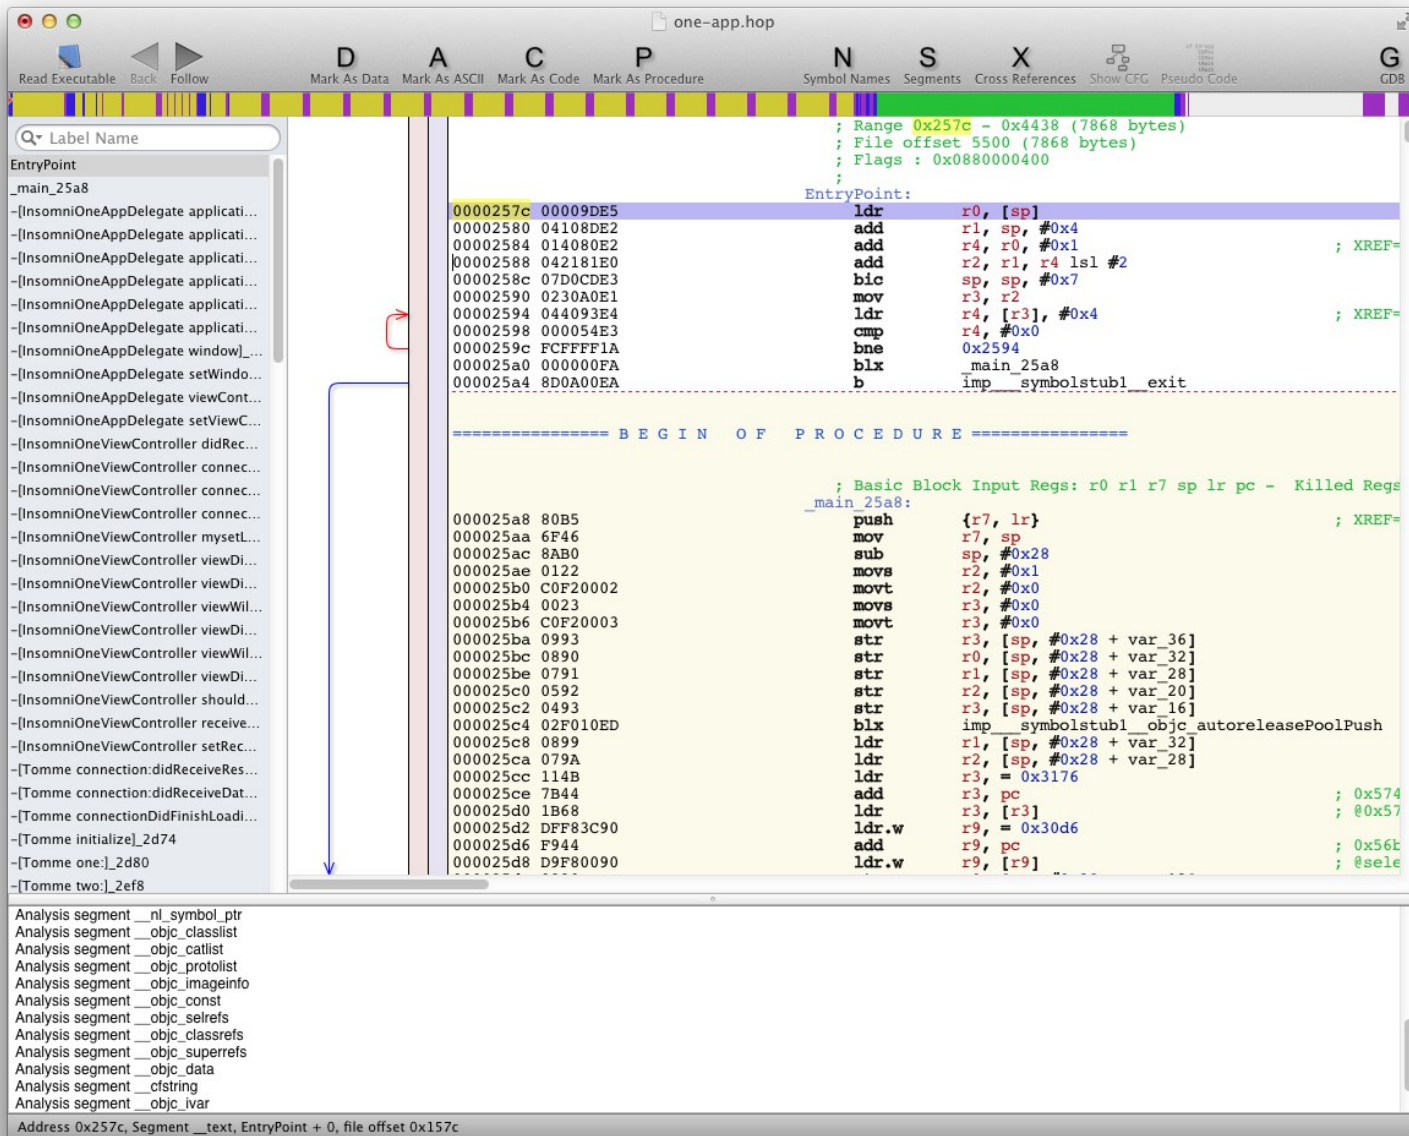 one-app.hop
Read Executable Back Follow D Mark As Data A Mark As ASCII C Mark As Code P Mark As Procedure N Symbol Names S Segments X Cross References Show CFG Pseudo Code G GDB
Label Name
EntryPoint
_main_25a8
-[InsomniOneAppDelegate applicati...
-[InsomniOneAppDelegate applicati...
-[InsomniOneAppDelegate applicati...
-[InsomniOneAppDelegate applicati...
-[InsomniOneAppDelegate applicati...
-[InsomniOneAppDelegate applicati...
-[InsomniOneAppDelegate window]_...
-[InsomniOneAppDelegate setWindo...
-[InsomniOneAppDelegate viewCont...
-[InsomniOneAppDelegate setViewC...
-[InsomniOneViewController didRec...
-[InsomniOneViewController connec...
-[InsomniOneViewController connec...
-[InsomniOneViewController connec...
-[InsomniOneViewController mysetL...
-[InsomniOneViewController viewDi...
-[InsomniOneViewController viewDi...
-[InsomniOneViewController viewWil...
-[InsomniOneViewController viewDi...
-[InsomniOneViewController viewWil...
-[InsomniOneViewController viewDi...
-[InsomniOneViewController should...
-[InsomniOneViewController receive...
-[InsomniOneViewController setRec...
-[Tomme connection:didReceiveRes...
-[Tomme connection:didReceiveDat...
-[Tomme connectionDidFinishLoadi...
-[Tomme initialize]_2d74
-[Tomme one:]_2d80
-[Tomme two:]_2ef8
; Range 0x257c - 0x4438 (7868 bytes)
; File offset 5500 (7868 bytes)
; Flags : 0x0880000400
;
EntryPoint:
0000257c 00009DE5 ldr r0, [sp]
00002580 04108DE2 add r1, sp, #0x4
00002584 014080E2 add r4, r0, #0x1 ; XREF=
00002588 042181E0 add r2, r1, r4 lsl #2
0000258c 07D0CDE3 bic sp, sp, #0x7
00002590 0230A0E1 mov r3, r2
00002594 044093E4 ldr r4, [r3], #0x4 ; XREF=
00002598 000054E3 cmp r4, #0x0
0000259c FCFFFF1A bne 0x2594
000025a0 000000FA blx _main_25a8
000025a4 8D0A00EA b imp___symbolstub1__exit
================ B E G I N   O F   P R O C E D U R E ================
; Basic Block Input Regs: r0 r1 r7 sp lr pc - Killed Regs
_main_25a8:
000025a8 80B5 push {r7, lr} ; XREF=
000025aa 6F46 mov r7, sp
000025ac 8AB0 sub sp, #0x28
000025ae 0122 movs r2, #0x1
000025b0 C0F20002 movt r2, #0x0
000025b4 0023 movs r3, #0x0
000025b6 C0F20003 movt r3, #0x0
000025ba 0993 str r3, [sp, #0x28 + var_36]
000025bc 0890 str r0, [sp, #0x28 + var_32]
000025be 0791 str r1, [sp, #0x28 + var_28]
000025c0 0592 str r2, [sp, #0x28 + var_20]
000025c2 0493 str r3, [sp, #0x28 + var_16]
000025c4 02F010ED blx imp___symbolstub1__objc_autoreleasePoolPush
000025c8 0899 ldr r1, [sp, #0x28 + var_32]
000025ca 079A ldr r2, [sp, #0x28 + var_28]
000025cc 114B ldr r3, = 0x3176
000025ce 7B44 add r3, pc ; 0x574
000025d0 1B68 ldr r3, [r3] ; @0x57
000025d2 DFF83C90 ldr.w r9, = 0x30d6
000025d6 F944 add r9, pc ; 0x56b
000025d8 D9F80090 ldr.w r9, [r9] ; @sele
Analysis segment __nl_symbol_ptr
Analysis segment __objc_classlist
Analysis segment __objc_catlist
Analysis segment __objc_protolist
Analysis segment __objc_imageinfo
Analysis segment __objc_const
Analysis segment __objc_selrefs
Analysis segment __objc_classrefs
Analysis segment __objc_superrefs
Analysis segment __objc_data
Analysis segment __cfstring
Analysis segment __objc_ivar
Address 0x257c, Segment __text, EntryPoint + 0, file offset 0x157c